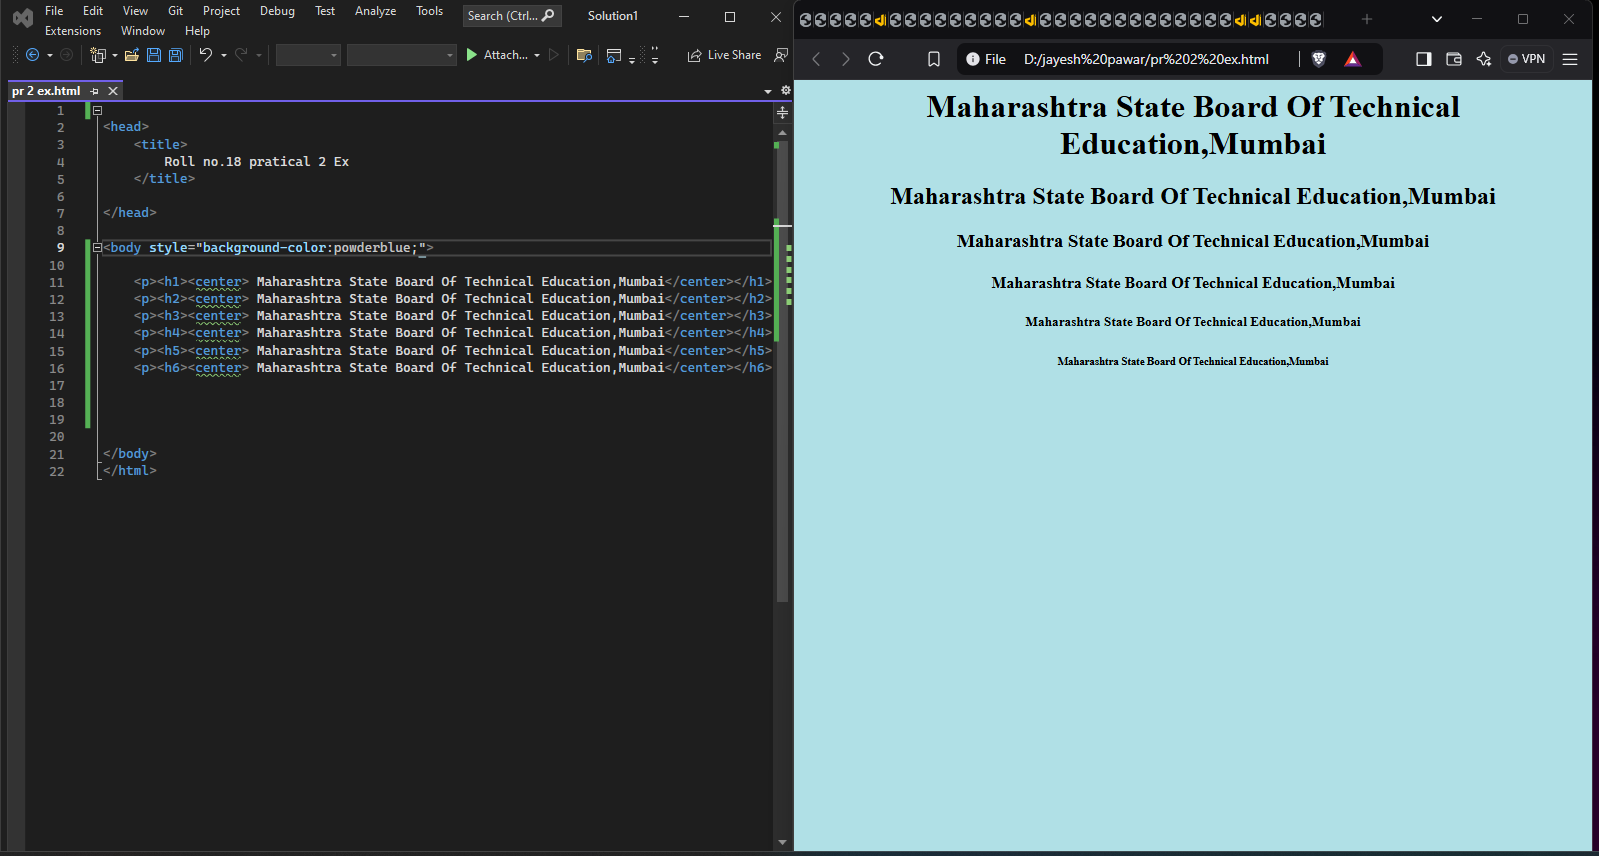 File Edit View Git Project Debug Test Analyze Tools Search (Ctrl... Solution1
Extensions Window Help
Attach... Live Share
pr 2 ex.html
1
2 <head>
3 <title>
4 Roll no.18 pratical 2 Ex
5 </title>
6
7 </head>
8
9 <body style="background-color:powderblue;">
10
11 <p><h1><center> Maharashtra State Board Of Technical Education,Mumbai</center></h1>
12 <p><h2><center> Maharashtra State Board Of Technical Education,Mumbai</center></h2>
13 <p><h3><center> Maharashtra State Board Of Technical Education,Mumbai</center></h3>
14 <p><h4><center> Maharashtra State Board Of Technical Education,Mumbai</center></h4>
15 <p><h5><center> Maharashtra State Board Of Technical Education,Mumbai</center></h5>
16 <p><h6><center> Maharashtra State Board Of Technical Education,Mumbai</center></h6>
17
18
19
20
21 </body>
22 </html>
File D:/jayesh%20pawar/pr%202%20ex.html VPN
Maharashtra State Board Of Technical
Education,Mumbai
Maharashtra State Board Of Technical Education,Mumbai
Maharashtra State Board Of Technical Education,Mumbai
Maharashtra State Board Of Technical Education,Mumbai
Maharashtra State Board Of Technical Education,Mumbai
Maharashtra State Board Of Technical Education,Mumbai